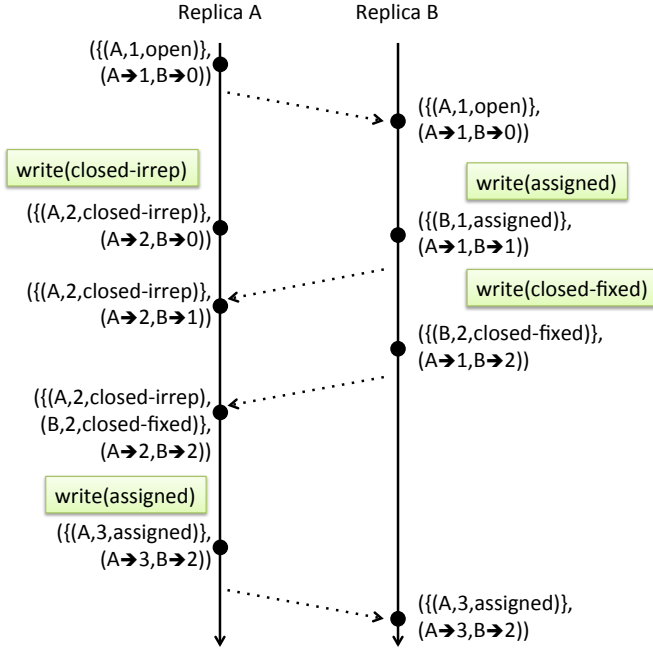 Replica A
Replica B
({(A,1,open)},
(A➔1,B➔0))
({(A,1,open)},
(A➔1,B➔0))
write(closed-irrep)
write(assigned)
({(A,2,closed-irrep)},
(A➔2,B➔0))
({(B,1,assigned)},
(A➔1,B➔1))
({(A,2,closed-irrep)},
(A➔2,B➔1))
write(closed-fixed)
({(B,2,closed-fixed)},
(A➔1,B➔2))
({(A,2,closed-irrep),
(B,2,closed-fixed)},
(A➔2,B➔2))
write(assigned)
({(A,3,assigned)},
(A➔3,B➔2))
({(A,3,assigned)},
(A➔3,B➔2))